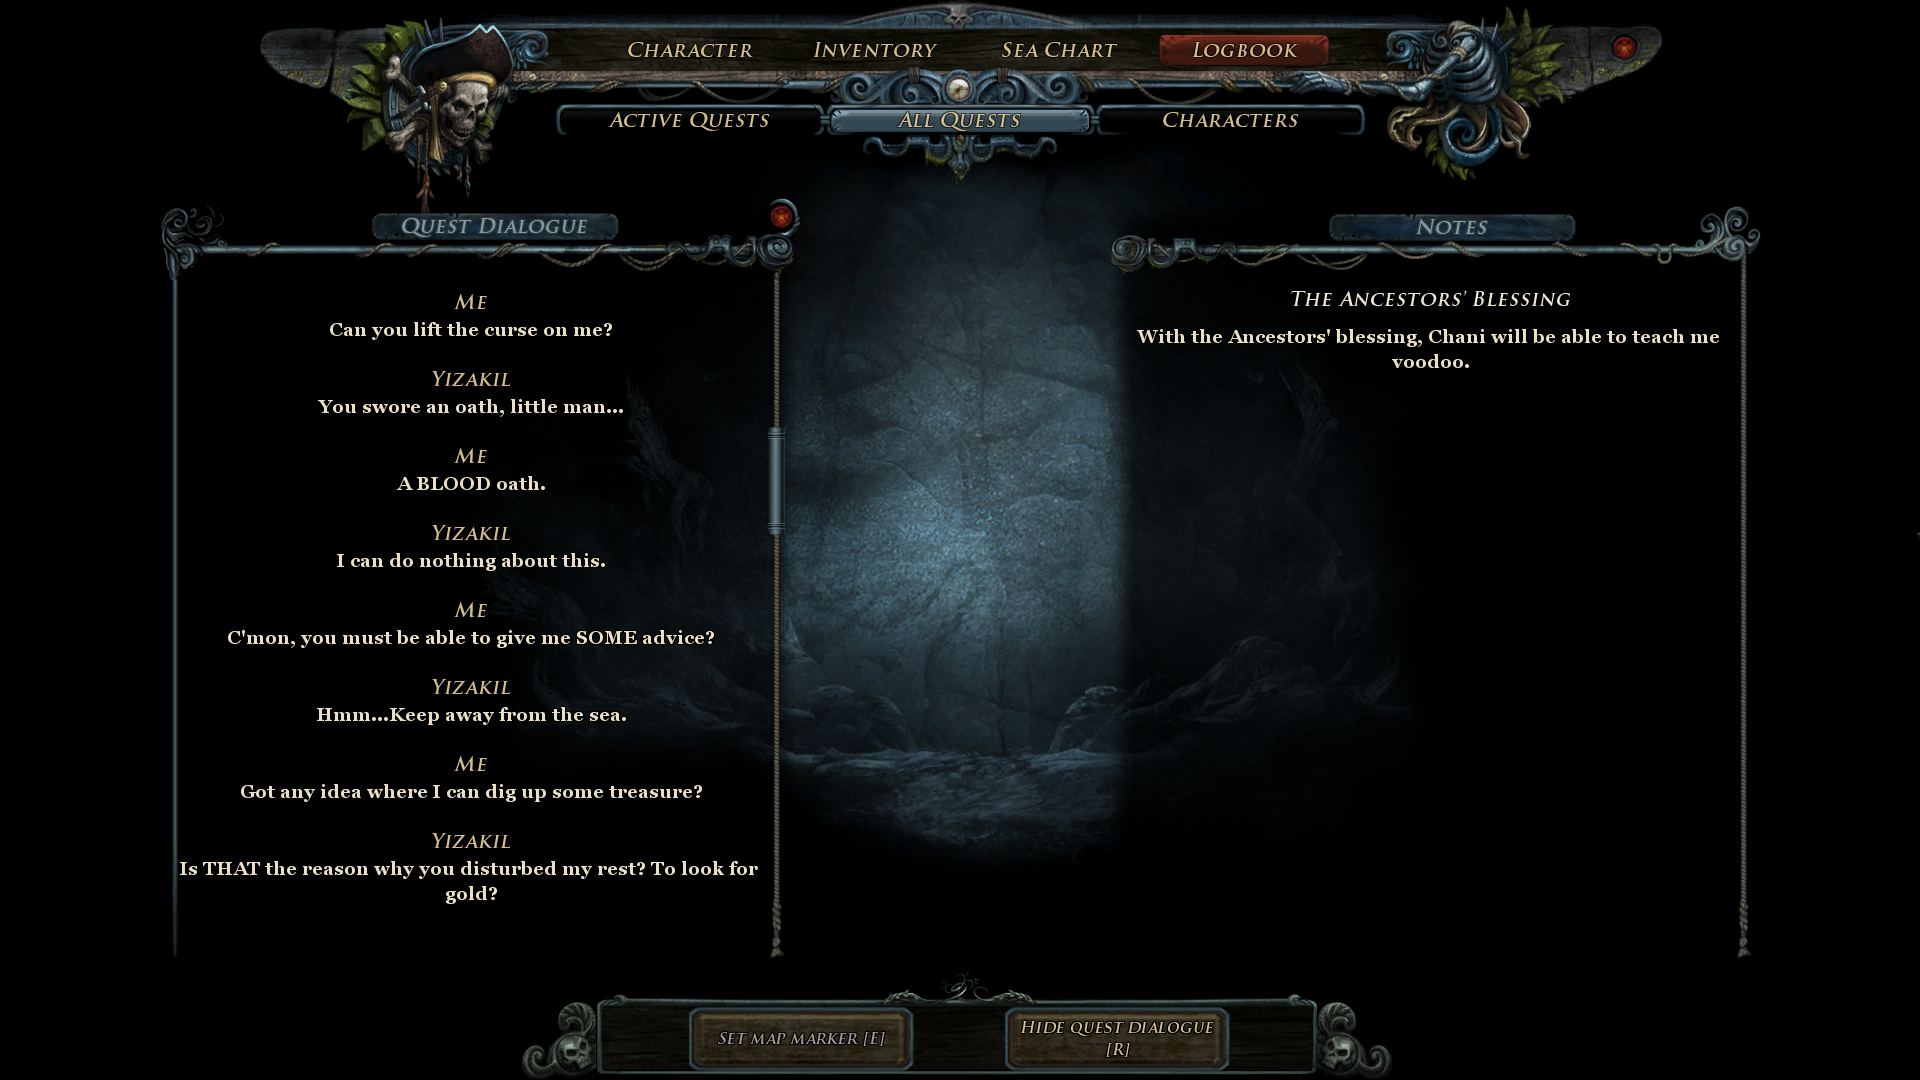 Character Inventory Sea Chart Logbook
Active Quests All Quests Characters
Quest Dialogue
Me
Can you lift the curse on me?
Yizakil
You swore an oath, little man...
Me
A BLOOD oath.
Yizakil
I can do nothing about this.
Me
C'mon, you must be able to give me SOME advice?
Yizakil
Hmm...Keep away from the sea.
Me
Got any idea where I can dig up some treasure?
Yizakil
Is THAT the reason why you disturbed my rest? To look for
gold?
Notes
The Ancestors' Blessing
With the Ancestors' blessing, Chani will be able to teach me
voodoo.
Set map marker [E]
Hide quest dialogue
[R]